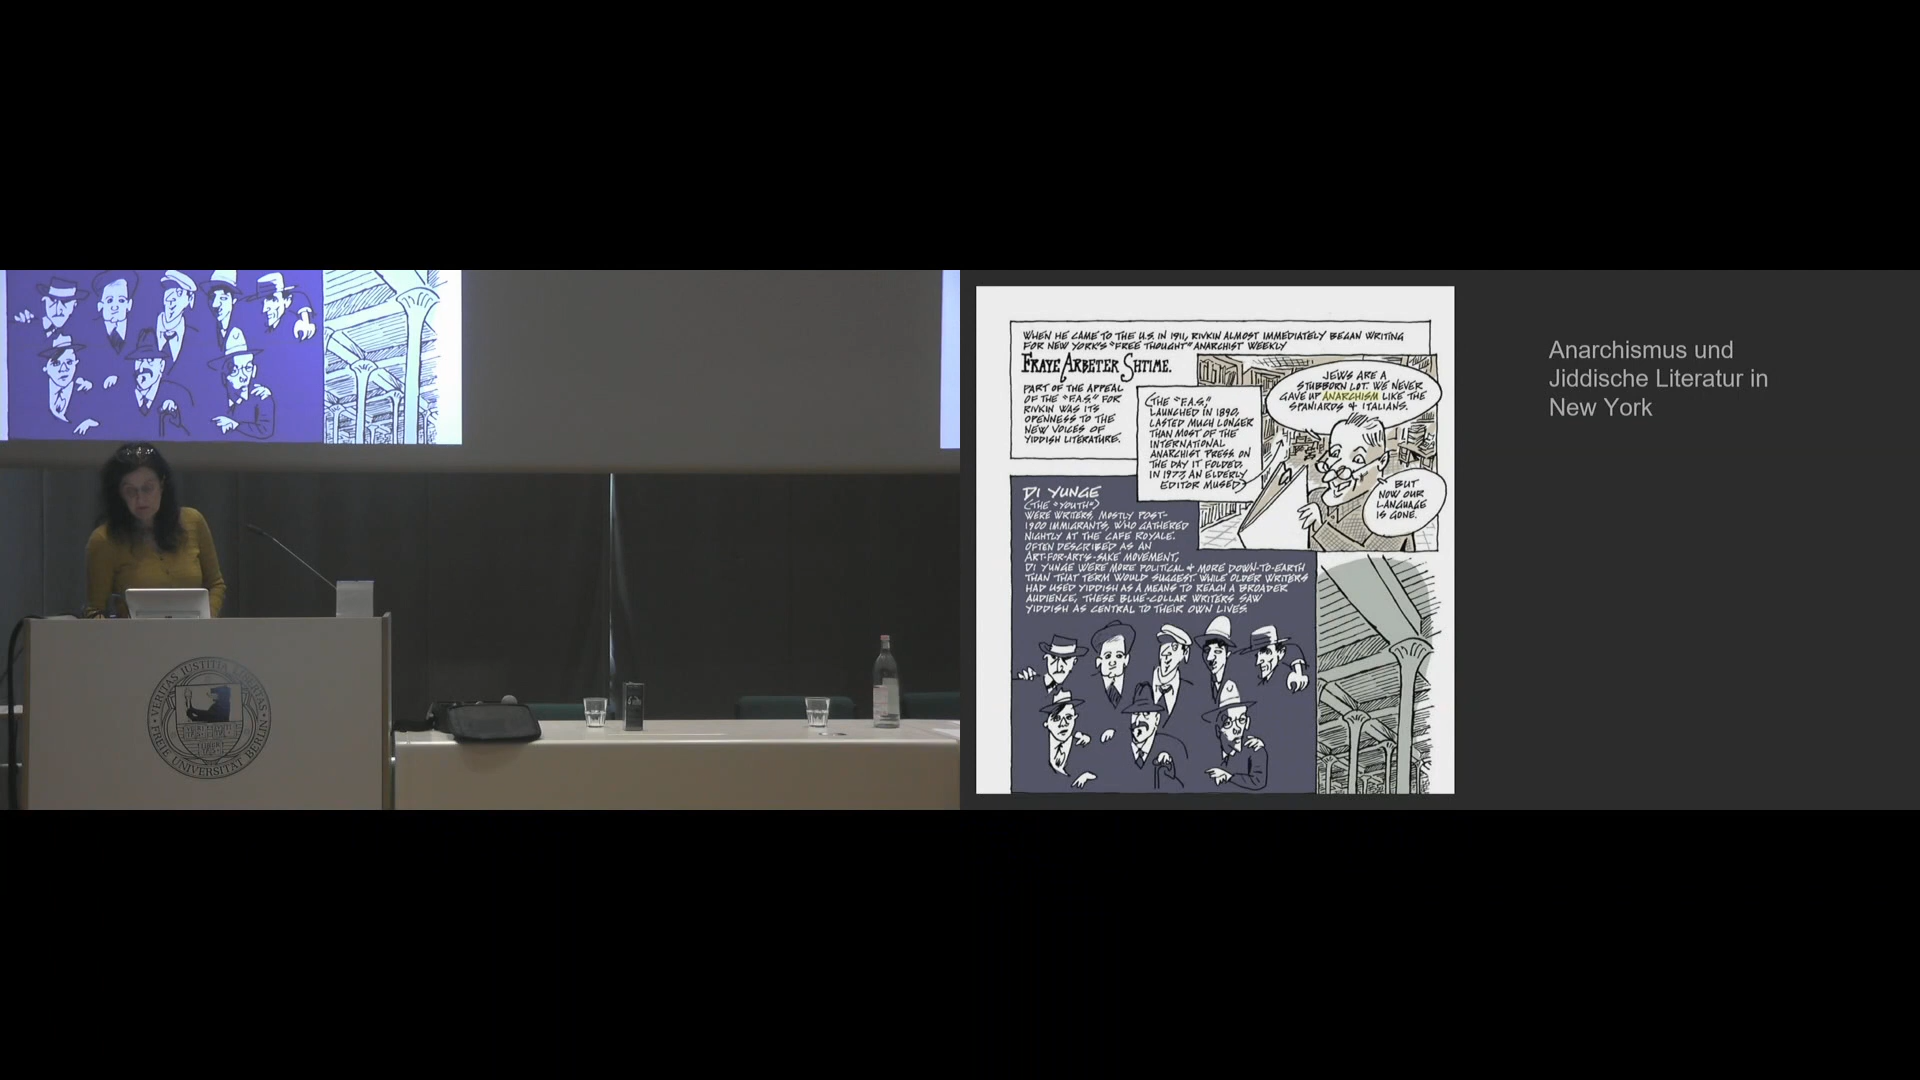 VERITAS JUSTITIA LIBERTAS
FREIE UNIVERSITÄT BERLIN
WHEN HE CAME TO THE U.S. IN 1911, RIVKIN ALMOST IMMEDIATELY BEGAN WRITING
FOR NEW YORK'S "FREE THOUGHT" ANARCHIST WEEKLY
FRAYE ARBETER SHTIME.
PART OF THE APPEAL
OF THE "F.A.S." FOR
RIVKIN WAS ITS
OPENNESS TO THE
NEW VOICES OF
YIDDISH LITERATURE.
(THE "F.A.S.,"
LAUNCHED IN 1890,
LASTED MUCH LONGER
THAN MOST OF THE
INTERNATIONAL
ANARCHIST PRESS. ON
THE DAY IT FOLDED,
IN 1977, AN ELDERLY
EDITOR MUSED)
JEWS ARE A
STUBBORN LOT. WE NEVER
GAVE UP ANARCHISM LIKE THE
SPANIARDS & ITALIANS.
BUT
NOW OUR
LANGUAGE
IS GONE.
DI YUNGE
(THE "YOUTH")
WERE WRITERS, MOSTLY POST-
1900 IMMIGRANTS, WHO GATHERED
NIGHTLY AT THE CAFE ROYALE.
OFTEN DESCRIBED AS AN
ART-FOR-ART'S-SAKE MOVEMENT,
DI YUNGE WERE MORE POLITICAL & MORE DOWN-TO-EARTH
THAN THAT TERM WOULD SUGGEST. WHILE OLDER WRITERS
HAD USED YIDDISH AS A MEANS TO REACH A BROADER
AUDIENCE, THESE BLUE-COLLAR WRITERS SAW
YIDDISH AS CENTRAL TO THEIR OWN LIVES.
Anarchismus und
Jiddische Literatur in
New York